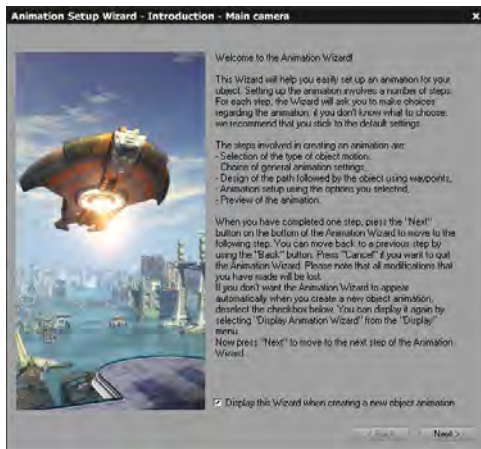 Animation Setup Wizard - Introduction - Main camera
Welcome to the Animation Wizard!
This Wizard will help you easily set up an animation for your
object. Setting up the animation involves a number of steps.
For each step, the Wizard will ask you to make choices
regarding the animation, if you don't know what to choose,
we recommend that you stick to the default settings.
The steps involved in creating an animation are:
- Selection of the type of object motion,
- Choice of general animation settings,
- Design of the path followed by the object using waypoints,
- Animation setup using the options you selected,
- Preview of the animation.
When you have completed one step, press the "Next"
button on the bottom of the Animation Wizard to move to the
following step. You can move back to a previous step by
using the "Back" button. Press "Cancel" if you want to quit
the Animation Wizard. Please note that all modifications that
you have made will be lost.
If you don't want the Animation Wizard to appear
automatically when you create a new object animation,
deselect the checkbox below. You can display it again by
selecting "Display Animation Wizard" from the "Display"
menu.
Now press "Next" to move to the next step of the Animation
Wizard.
Display this Wizard when creating a new object animation
< Back
Next >